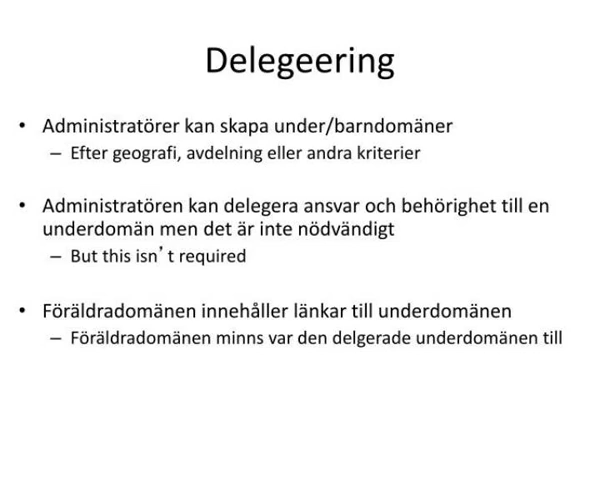 Delegeering
• Administratörer kan skapa under/barndomäner
– Efter geografi, avdelning eller andra kriterier
• Administratören kan delegera ansvar och behörighet till en
underdomän men det är inte nödvändigt
– But this isn’t required
• Föräldradomänen innehåller länkar till underdomänen
– Föräldradomänen minns var den delgerade underdomänen till